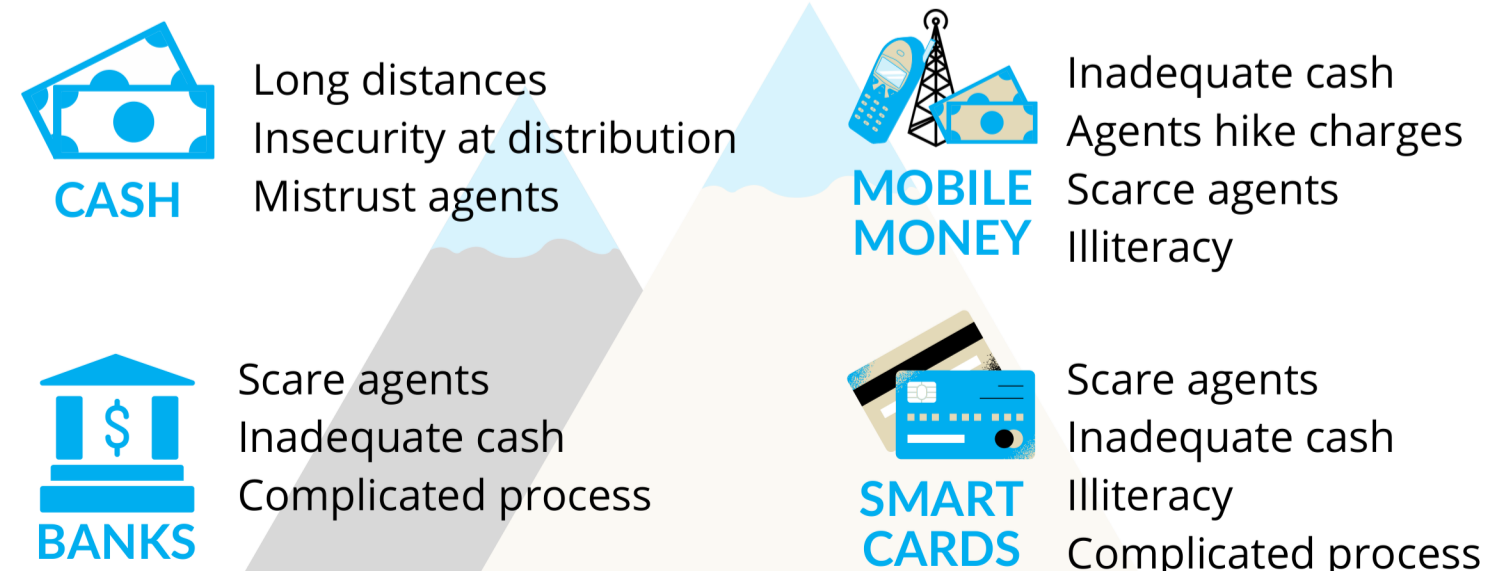 CASH
Long distances
Insecurity at distribution
Mistrust agents
MOBILE
MONEY
Inadequate cash
Agents hike charges
Scarce agents
Illiteracy
$
BANKS
Scare agents
Inadequate cash
Complicated process
SMART
CARDS
Scare agents
Inadequate cash
Illiteracy
Complicated process